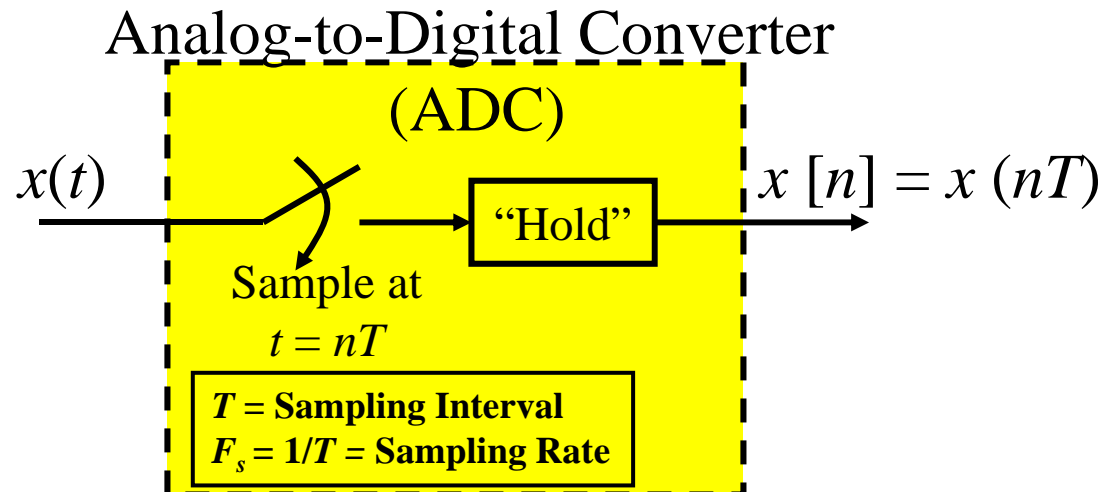 Analog-to-Digital Converter
(ADC)
x(t)
"Hold"
x [n] = x (nT)
Sample at
t = nT
T = Sampling Interval
Fs = 1/T = Sampling Rate